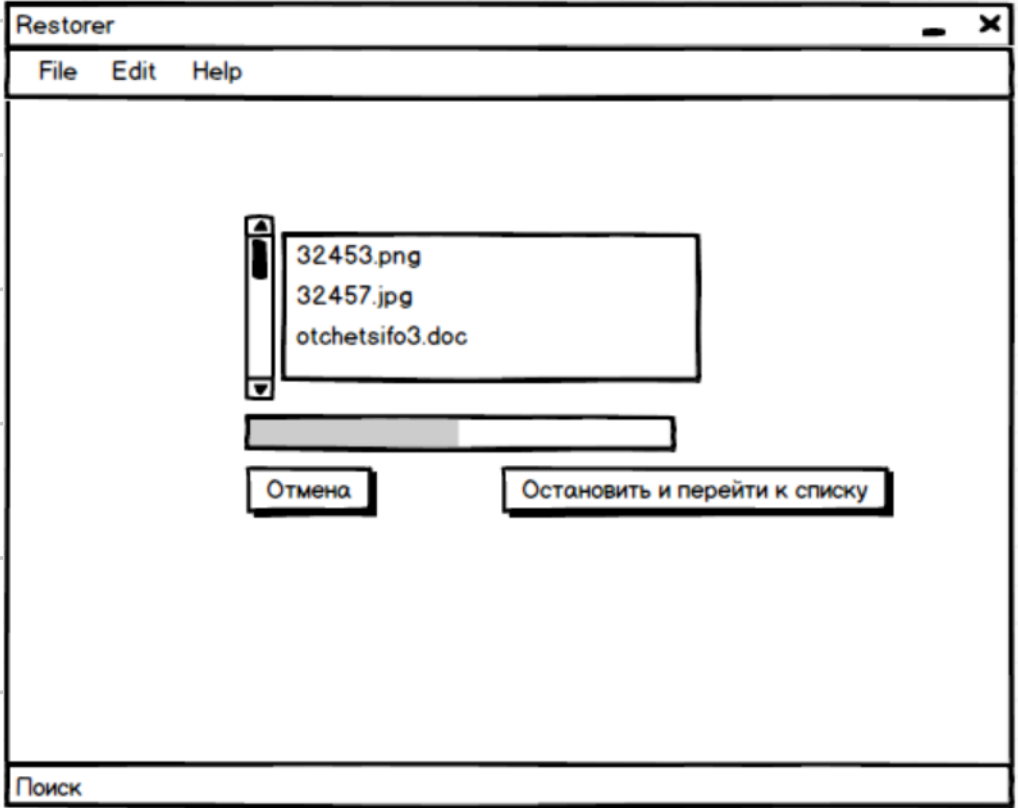 Restorer
File Edit Help
32453.png
32457.jpg
otchetsifo3.doc
Отмена Остановить и перейти к списку
Поиск